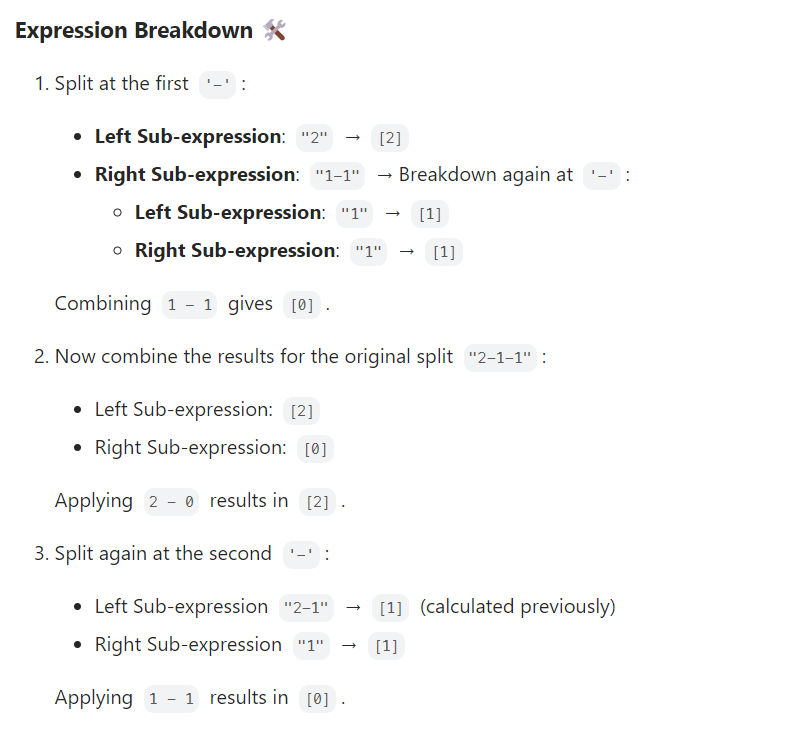 Expression Breakdown 🛠️
1. Split at the first '-' :
• Left Sub-expression: "2" → [2]
• Right Sub-expression: "1-1" → Breakdown again at '-' :
◦ Left Sub-expression: "1" → [1]
◦ Right Sub-expression: "1" → [1]
Combining 1 - 1 gives [0] .
2. Now combine the results for the original split "2-1-1" :
• Left Sub-expression: [2]
• Right Sub-expression: [0]
Applying 2 - 0 results in [2] .
3. Split again at the second '-' :
• Left Sub-expression "2-1" → [1] (calculated previously)
• Right Sub-expression "1" → [1]
Applying 1 - 1 results in [0] .